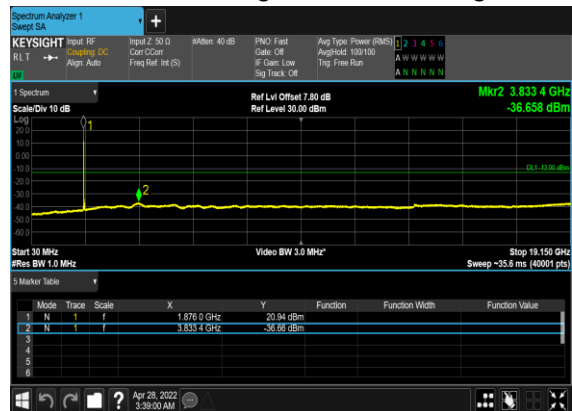 Spectrum Analyzer 1
Swept SA
+
KEYSIGHT Input: RF Input Z: 50 Ω #Atten: 40 dB PNO: Fast Avg Type: Power (RMS) 1 2 3 4 5 6
RLT Coupling: DC Corr CCorr Gate: Off Avg|Hold: 100/100 A W W W W W
Align: Auto Freq Ref: Int (S) IF Gain: Low Trig: Free Run
LW Sig Track: Off A N N N N N
1 Spectrum Ref Lvl Offset 7.80 dB Mkr2 3.833 4 GHz
Scale/Div 10 dB Ref Level 30.00 dBm -36.658 dBm
Log
20.0
10.0
0.00
-10.0
-20.0
-30.0
-40.0
-50.0
-60.0
1
DL1 -13.00 dBm
2
Start 30 MHz Video BW 3.0 MHz* Stop 19.150 GHz
#Res BW 1.0 MHz Sweep ~35.6 ms (40001 pts)
5 Marker Table
Mode Trace Scale X Y Function Function Width Function Value
1 N 1 f 1.876 0 GHz 20.94 dBm
2 N 1 f 3.833 4 GHz -36.66 dBm
3
4
5
6
? Apr 28, 2022
3:39:00 AM